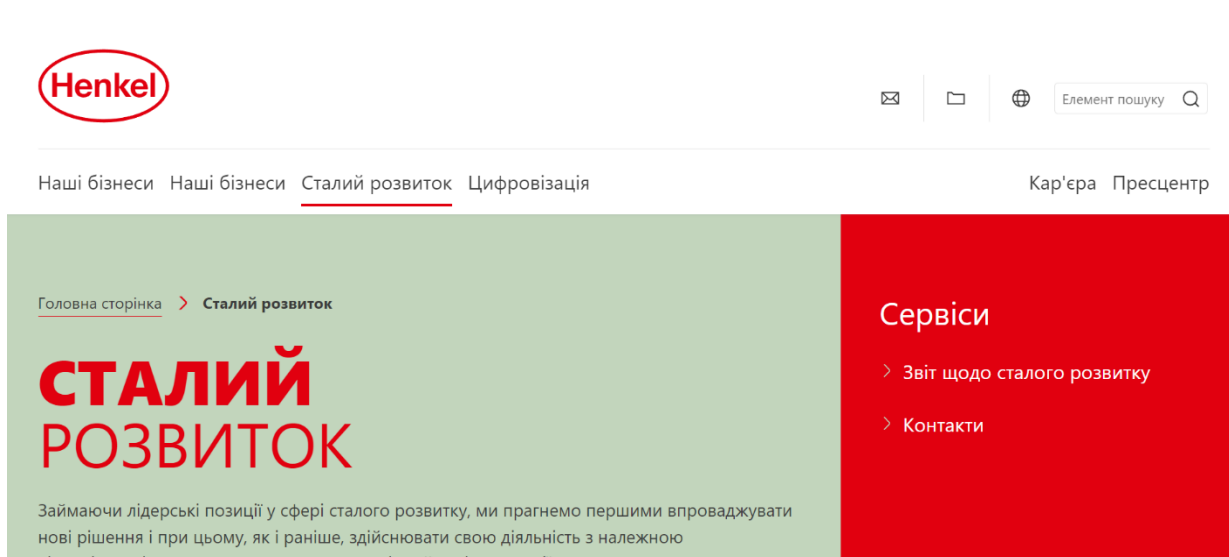 Henkel
Елемент пошуку
Наші бізнеси Наші бізнеси Сталий розвиток Цифровізація Кар'єра Пресцентр
Головна сторінка > Сталий розвиток
СТАЛИЙ
РОЗВИТОК
Займаючи лідерські позиції у сфері сталого розвитку, ми прагнемо першими впроваджувати
нові рішення і при цьому, як і раніше, здійснювати свою діяльність з належною
Сервіси
Звіт щодо сталого розвитку
Контакти